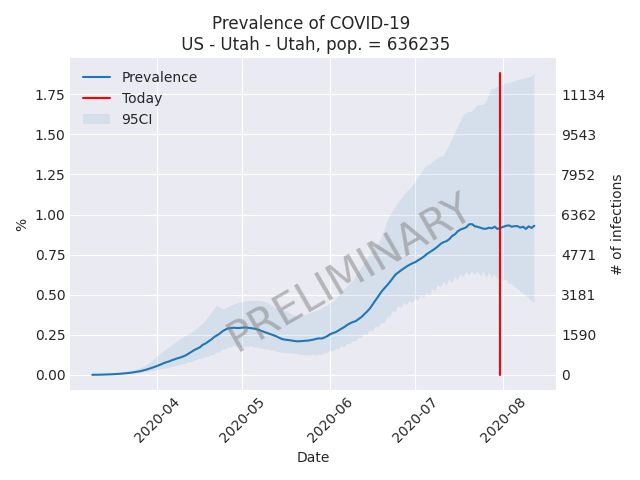 Prevalence of COVID-19
US - Utah - Utah, pop. = 636235
Prevalence
Today
95CI
1.75
1.50
1.25
1.00
0.75
0.50
0.25
0.00
%
11134
9543
7952
6362
4771
3181
1590
0
# of infections
PRELIMINARY
2020-04
2020-05
2020-06
2020-07
2020-08
Date